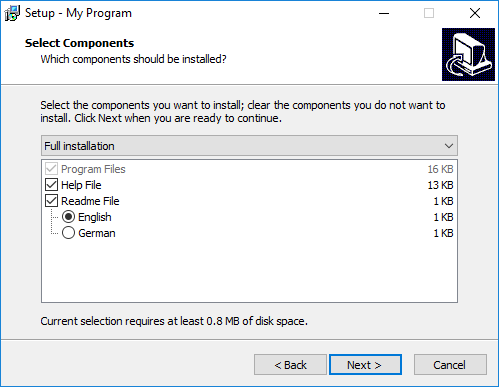 Setup - My Program
Select Components
Which components should be installed?
Select the components you want to install; clear the components you do not want to
install. Click Next when you are ready to continue.
Full installation
Program Files 16 KB
Help File 13 KB
Readme File 1 KB
English 1 KB
German 1 KB
Current selection requires at least 0.8 MB of disk space.
< Back Next > Cancel